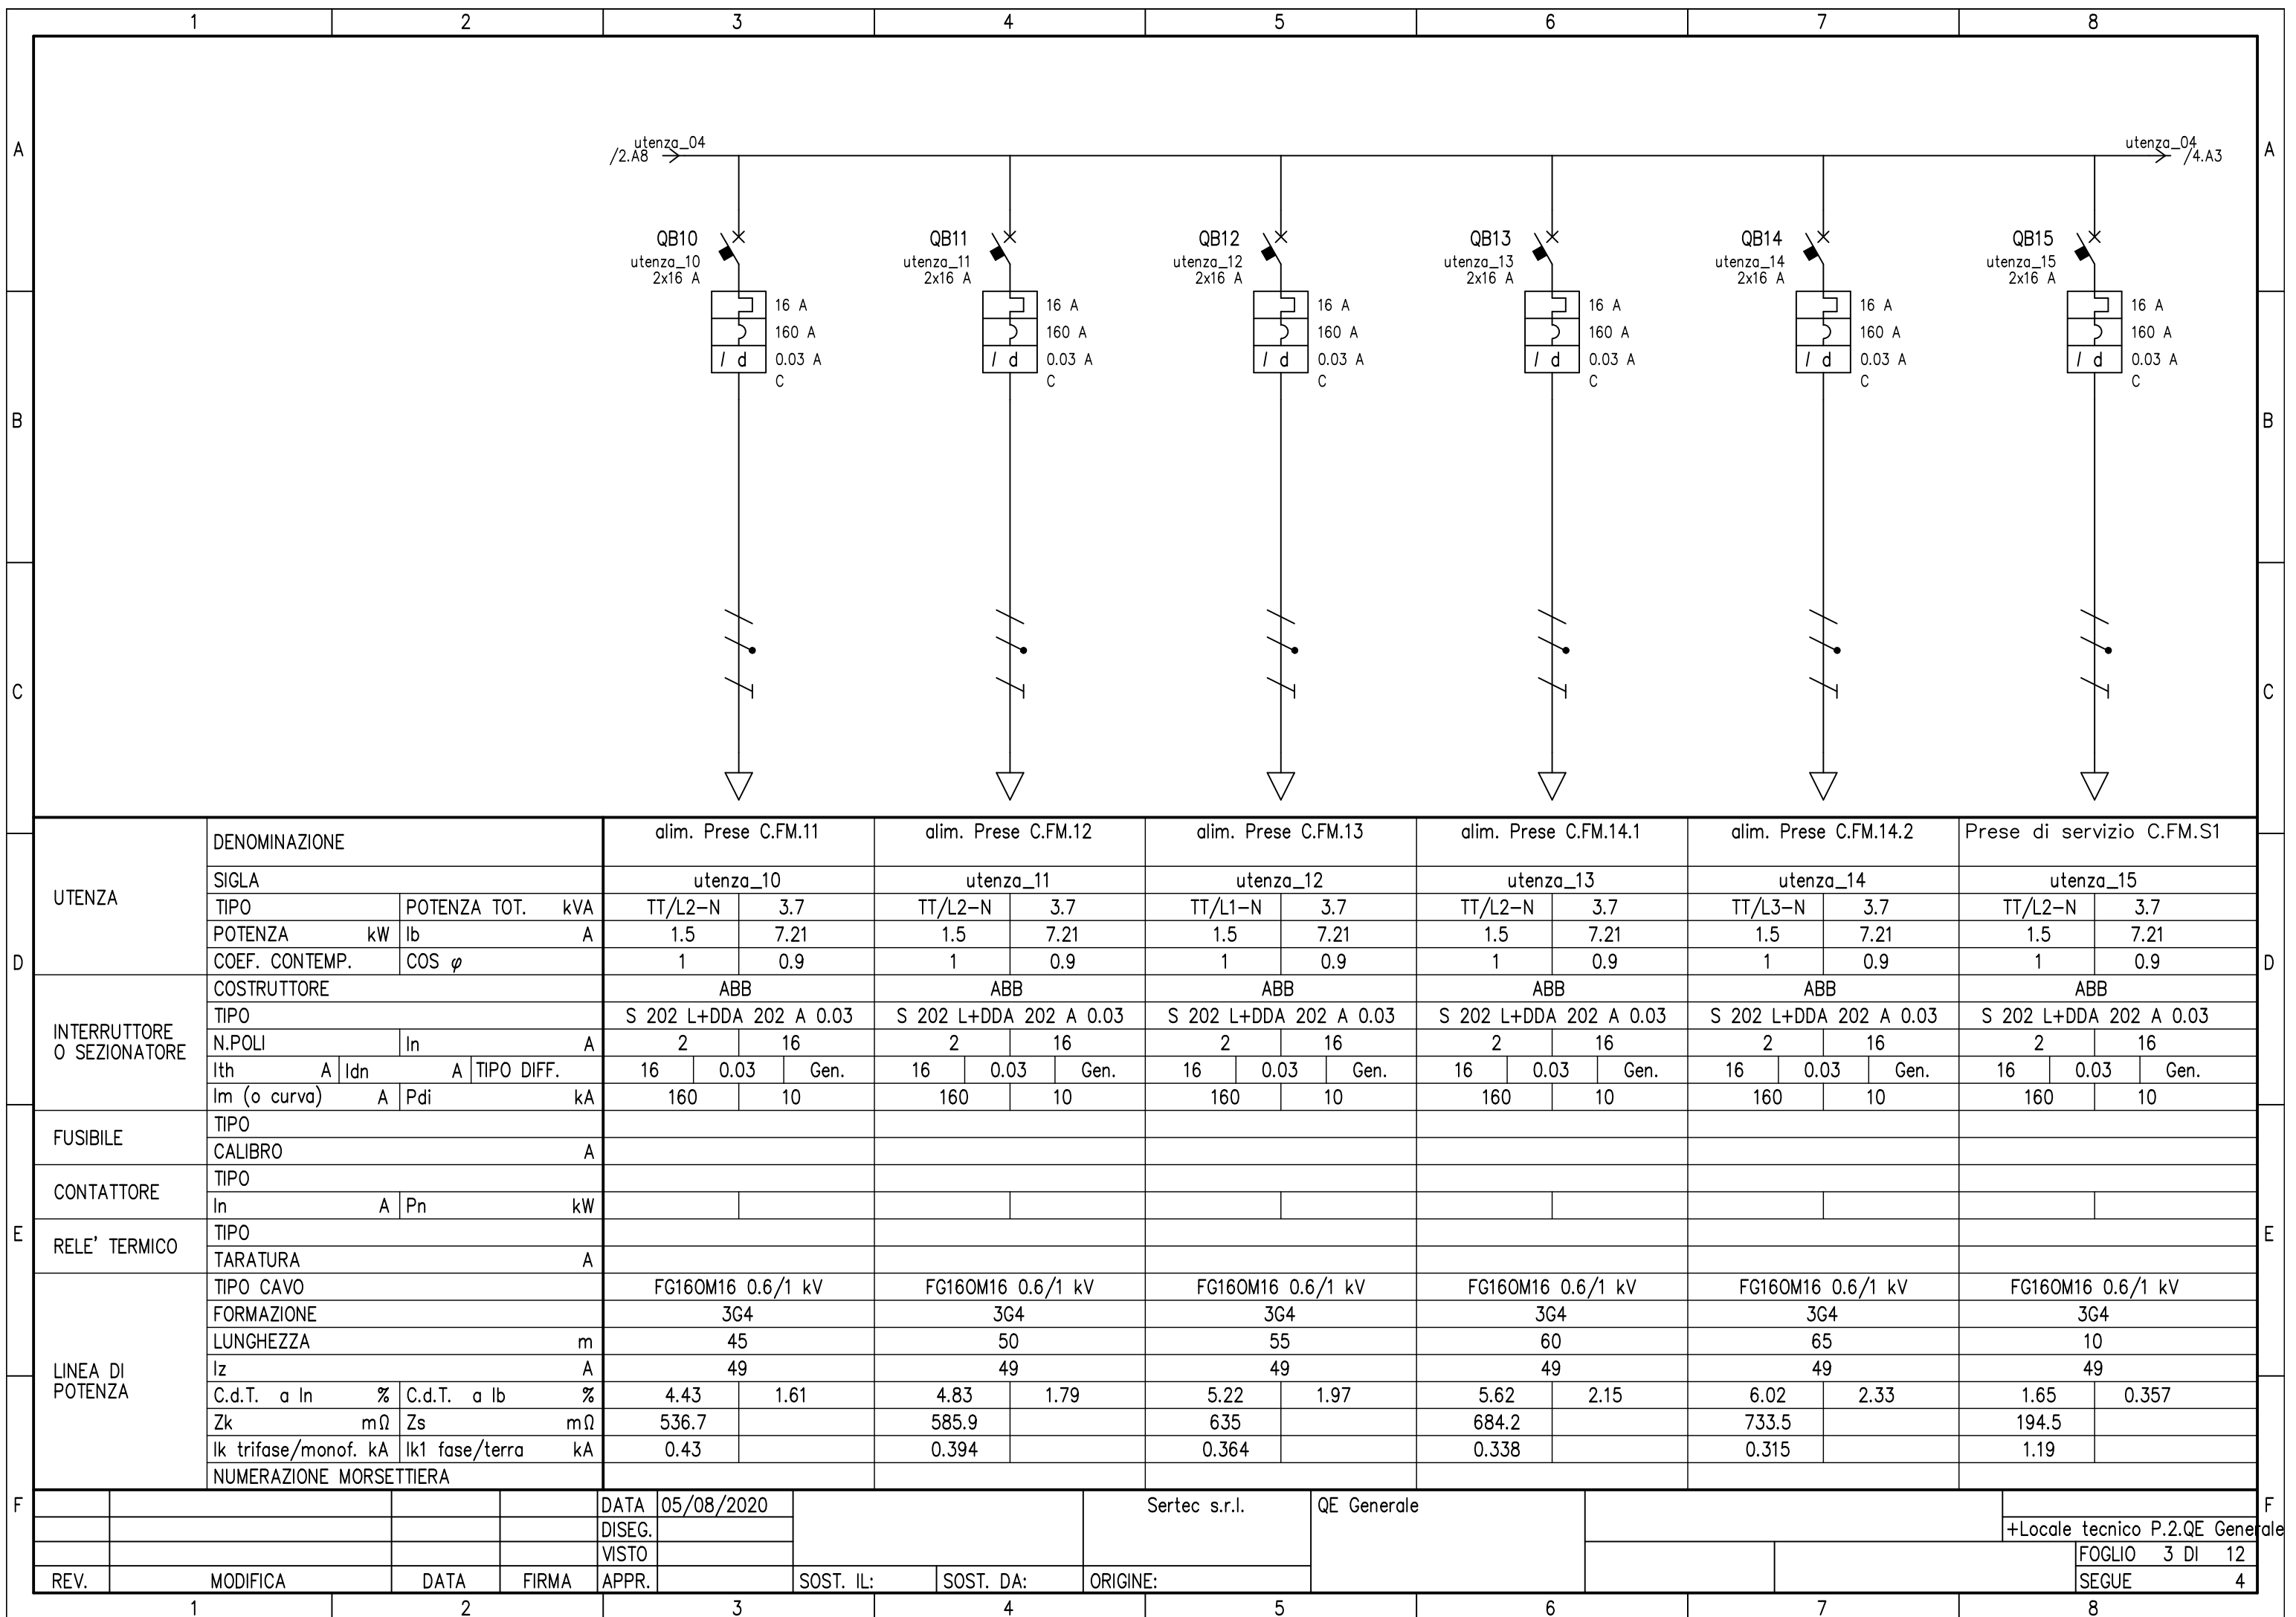 1 2 3 4 5 6 7 8
A A
utenza_04 utenza_04
/2.A8 /4.A3
QB10 QB11 QB12 QB13 QB14 QB15
utenza_10 utenza_11 utenza_12 utenza_13 utenza_14 utenza_15
2x16 A 2x16 A 2x16 A 2x16 A 2x16 A 2x16 A
16 A 16 A 16 A 16 A 16 A 16 A
160 A 160 A 160 A 160 A 160 A 160 A
I d 0.03 A I d 0.03 A I d 0.03 A I d 0.03 A I d 0.03 A I d 0.03 A
C C C C C C
B B
C C
DENOMINAZIONE alim. Prese C.FM.11 alim. Prese C.FM.12 alim. Prese C.FM.13 alim. Prese C.FM.14.1 alim. Prese C.FM.14.2 Prese di servizio C.FM.S1
UTENZA
SIGLA utenza_10 utenza_11 utenza_12 utenza_13 utenza_14 utenza_15
TIPO POTENZA TOT. kVA TT/L2-N 3.7 TT/L2-N 3.7 TT/L1-N 3.7 TT/L2-N 3.7 TT/L3-N 3.7 TT/L2-N 3.7
POTENZA kW Ib A 1.5 7.21 1.5 7.21 1.5 7.21 1.5 7.21 1.5 7.21 1.5 7.21
D COEF. CONTEMP. COS φ 1 0.9 1 0.9 1 0.9 1 0.9 1 0.9 1 0.9 D
INTERRUTTORE
O SEZIONATORE
COSTRUTTORE ABB ABB ABB ABB ABB ABB
TIPO S 202 L+DDA 202 A 0.03 S 202 L+DDA 202 A 0.03 S 202 L+DDA 202 A 0.03 S 202 L+DDA 202 A 0.03 S 202 L+DDA 202 A 0.03 S 202 L+DDA 202 A 0.03
N.POLI In A 2 16 2 16 2 16 2 16 2 16 2 16
Ith A Idn A TIPO DIFF. 16 0.03 Gen. 16 0.03 Gen. 16 0.03 Gen. 16 0.03 Gen. 16 0.03 Gen. 16 0.03 Gen.
Im (o curva) A Pdi kA 160 10 160 10 160 10 160 10 160 10 160 10
FUSIBILE
TIPO
CALIBRO A
CONTATTORE
TIPO
In A Pn kW
E E
RELE' TERMICO
TIPO
TARATURA A
LINEA DI
POTENZA
TIPO CAVO FG16OM16 0.6/1 kV FG16OM16 0.6/1 kV FG16OM16 0.6/1 kV FG16OM16 0.6/1 kV FG16OM16 0.6/1 kV FG16OM16 0.6/1 kV
FORMAZIONE 3G4 3G4 3G4 3G4 3G4 3G4
LUNGHEZZA m 45 50 55 60 65 10
Iz A 49 49 49 49 49 49
C.d.T. a In % C.d.T. a Ib % 4.43 1.61 4.83 1.79 5.22 1.97 5.62 2.15 6.02 2.33 1.65 0.357
Zk mΩ Zs mΩ 536.7 585.9 635 684.2 733.5 194.5
Ik trifase/monof. kA Ik1 fase/terra kA 0.43 0.394 0.364 0.338 0.315 1.19
NUMERAZIONE MORSETTIERA
F DATA 05/08/2020 Sertec s.r.l. QE Generale F
DISEG. +Locale tecnico P.2.QE Generale
VISTO FOGLIO 3 DI 12
REV. MODIFICA DATA FIRMA APPR. SOST. IL: SOST. DA: ORIGINE: SEGUE 4
1 2 3 4 5 6 7 8